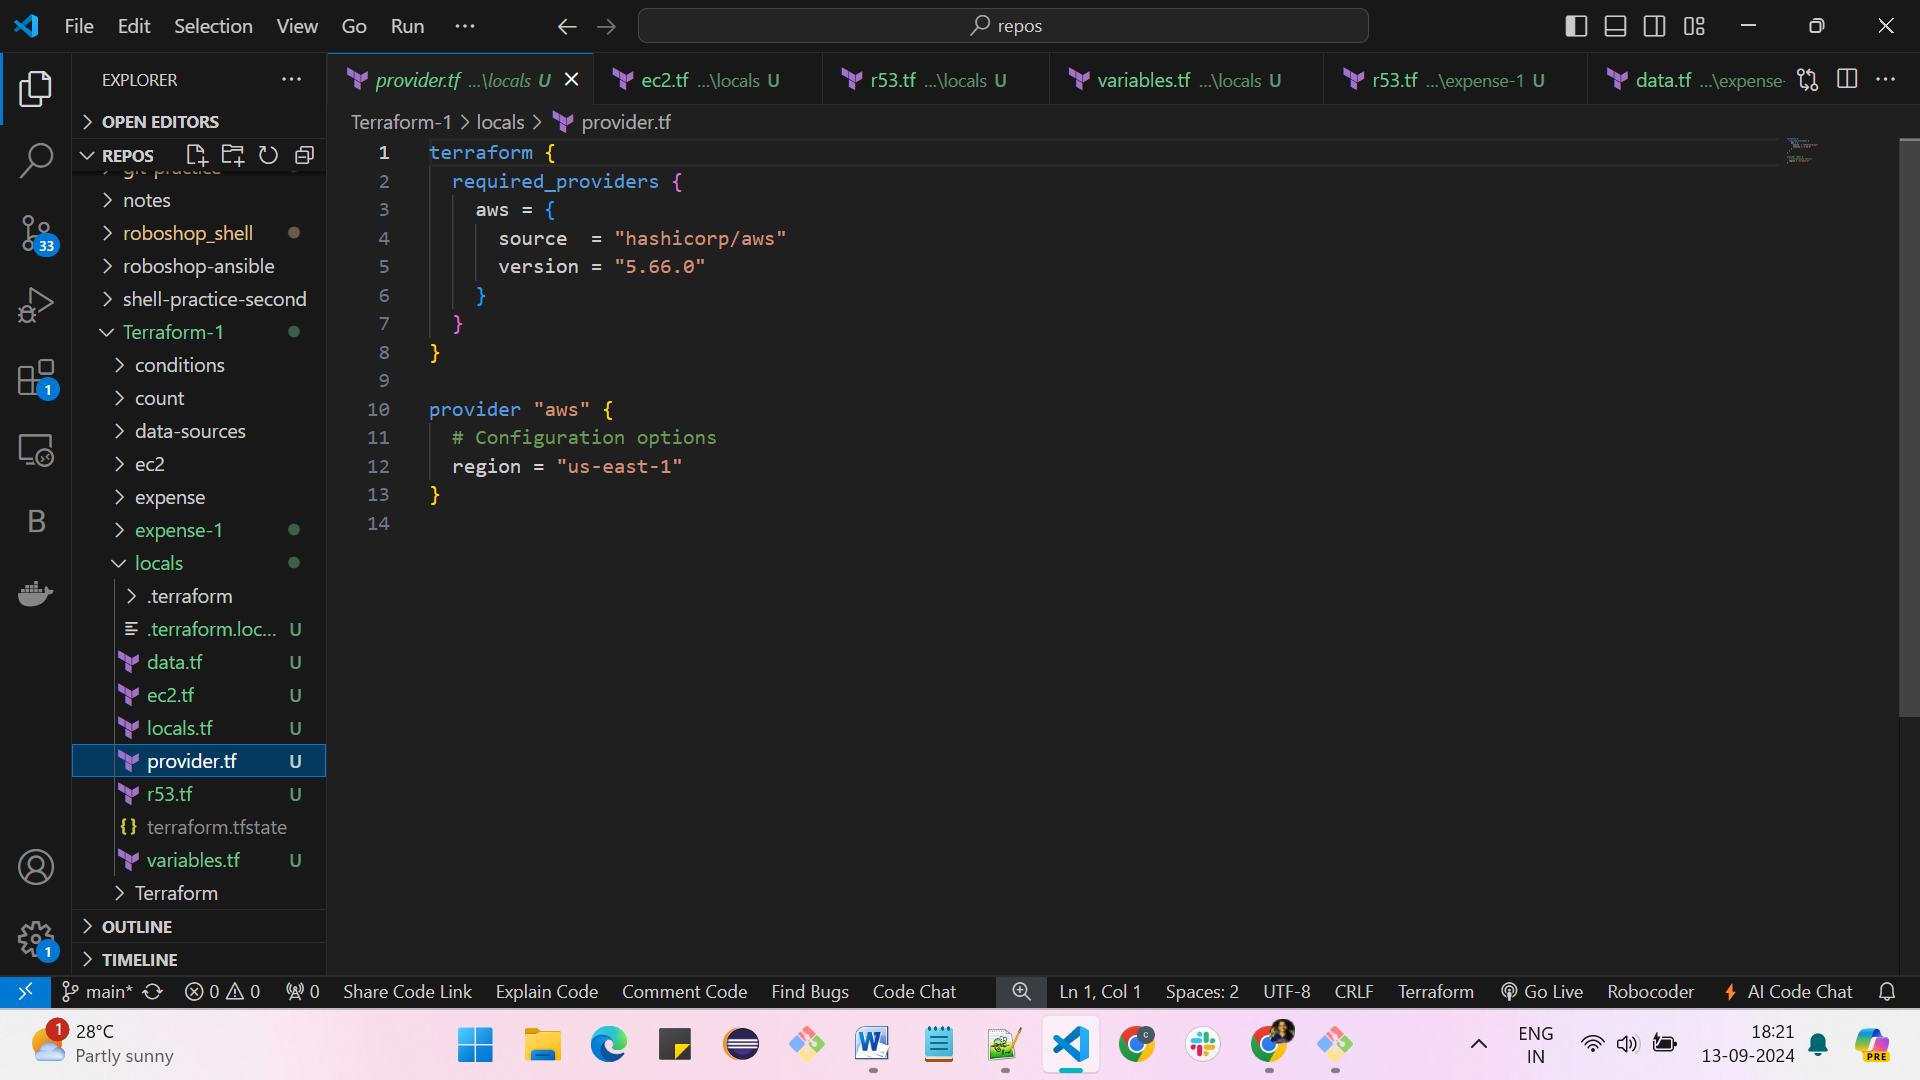 File Edit Selection View Go Run ···
repos
EXPLORER
provider.tf ...\locals U
ec2.tf ...\locals U
r53.tf ...\locals U
variables.tf ...\locals U
r53.tf ...\expense-1 U
data.tf ...\expense-
OPEN EDITORS
REPOS
git-practice
notes
roboshop_shell
roboshop-ansible
shell-practice-second
Terraform-1
conditions
count
data-sources
ec2
expense
expense-1
locals
.terraform
.terraform.loc... U
data.tf U
ec2.tf U
locals.tf U
provider.tf U
r53.tf U
{} terraform.tfstate
variables.tf U
Terraform
OUTLINE
TIMELINE
33
1
B
1
Terraform-1 > locals > provider.tf
1 terraform {
2 required_providers {
3 aws = {
4 source  = "hashicorp/aws"
5 version = "5.66.0"
6 }
7 }
8 }
9
10 provider "aws" {
11 # Configuration options
12 region = "us-east-1"
13 }
14
main* 0 0 0 Share Code Link Explain Code Comment Code Find Bugs Code Chat Ln 1, Col 1 Spaces: 2 UTF-8 CRLF Terraform Go Live Robocoder AI Code Chat
1
28°C
Partly sunny
W
C
ENG
IN
18:21
13-09-2024
PRE